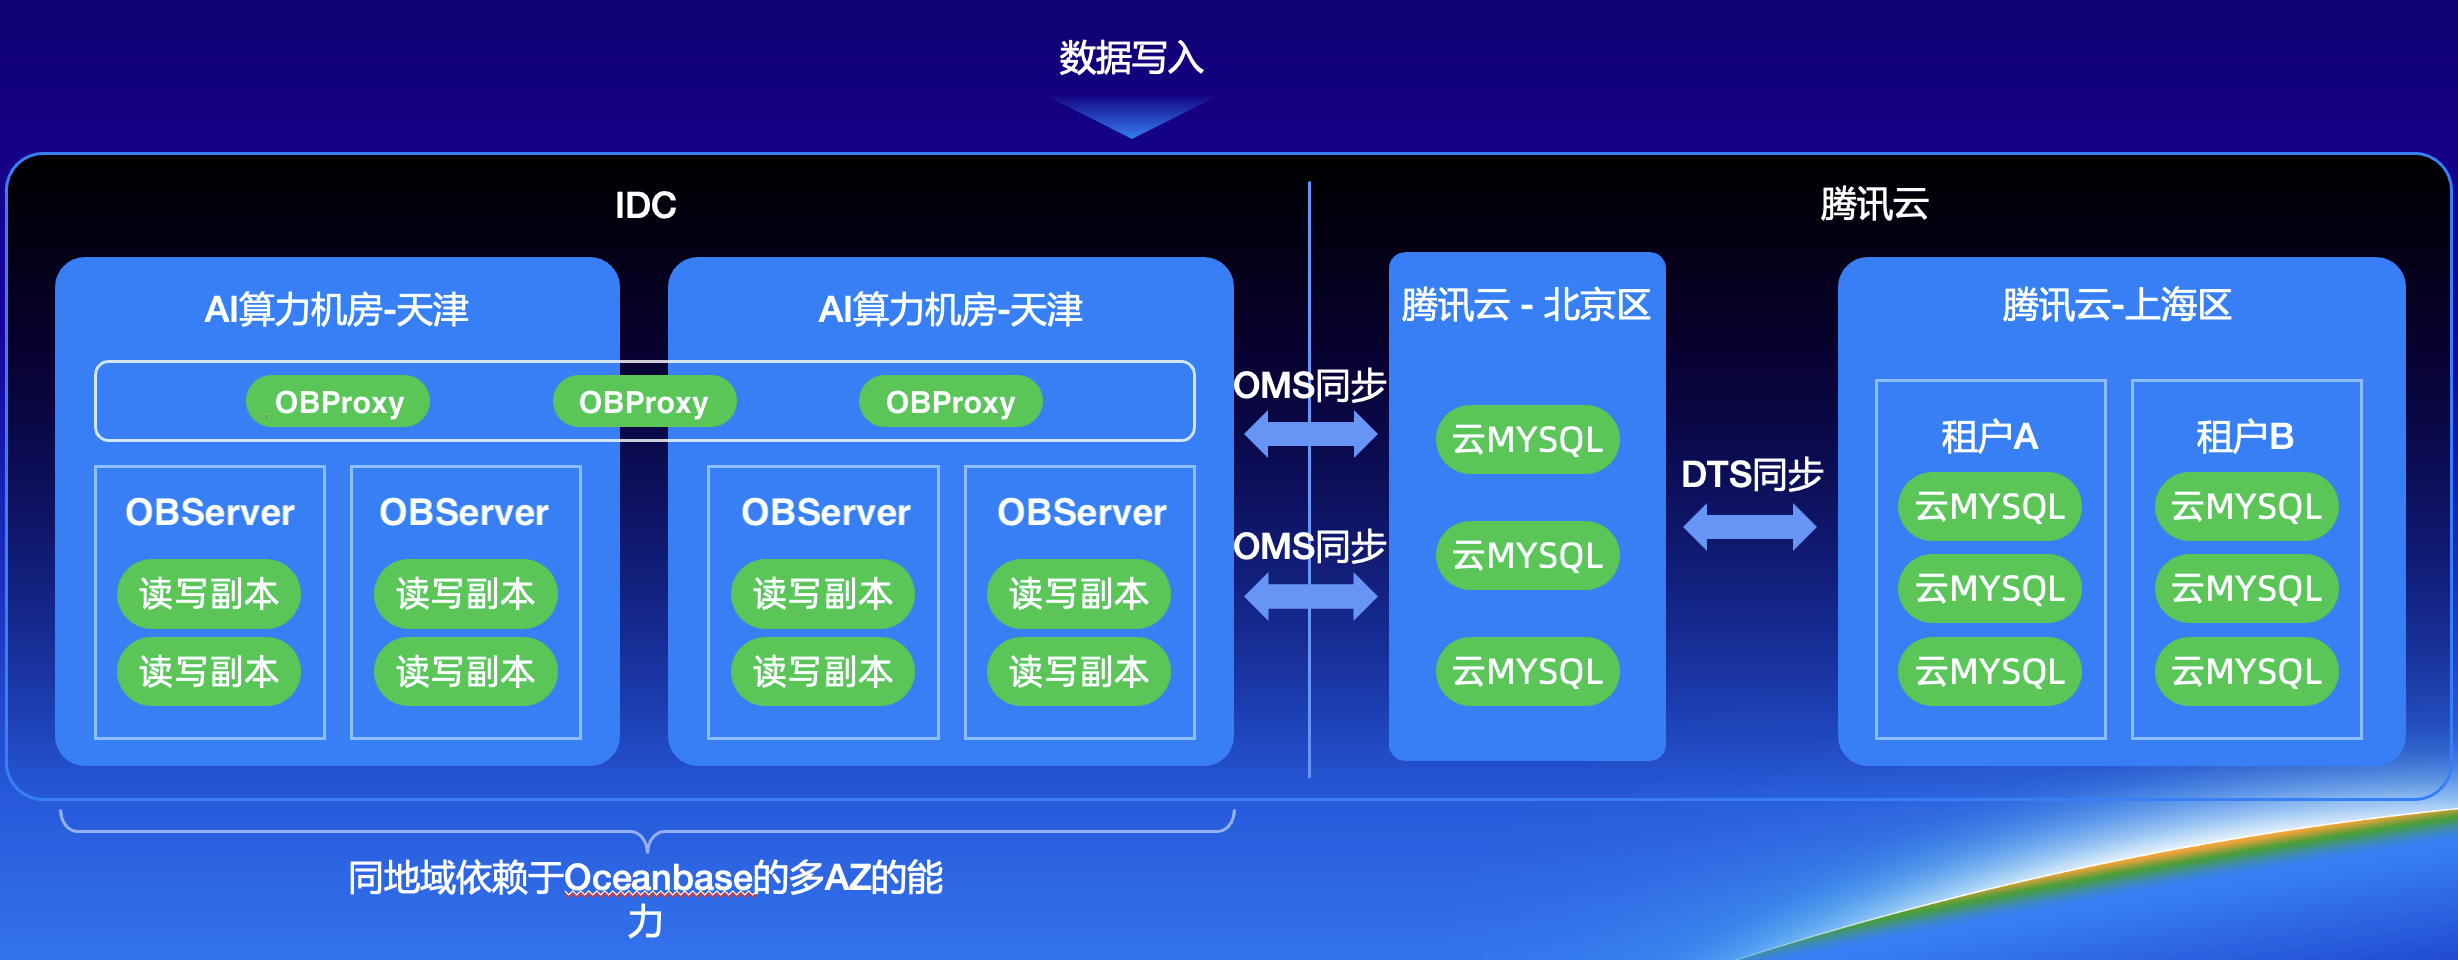 数据写入
IDC
腾讯云
AI算力机房-天津
AI算力机房-天津
OBProxy
OBProxy
OBProxy
OBServer
读写副本
读写副本
OBServer
读写副本
读写副本
OBServer
读写副本
读写副本
OBServer
读写副本
读写副本
OMS同步
OMS同步
腾讯云 - 北京区
云MYSQL
云MYSQL
云MYSQL
DTS同步
腾讯云-上海区
租户A
云MYSQL
云MYSQL
云MYSQL
租户B
云MYSQL
云MYSQL
云MYSQL
同地域依赖于Oceanbase的多AZ的能
力